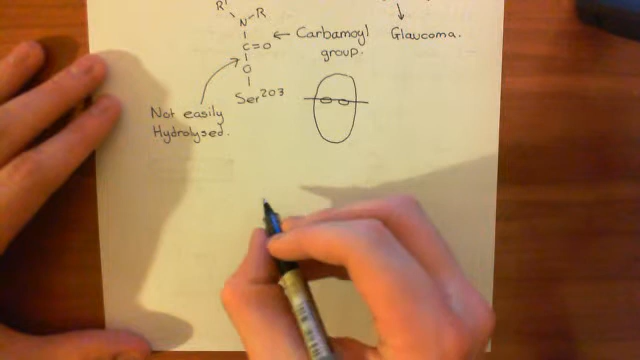 R' R
N
C=O ← Carbamoyl group.
O
Ser203
Not easily
Hydrolysed.
Glaucoma.